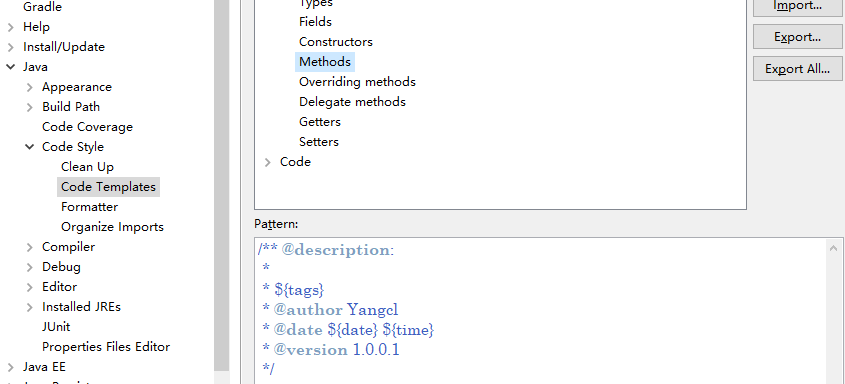 Gradle
Help
Install/Update
Java
Appearance
Build Path
Code Coverage
Code Style
Clean Up
Code Templates
Formatter
Organize Imports
Compiler
Debug
Editor
Installed JREs
JUnit
Properties Files Editor
Java EE
Types
Fields
Constructors
Methods
Overriding methods
Delegate methods
Getters
Setters
Code
Import...
Export...
Export All...
Pattern:
/** @description:
*
* ${tags}
* @author Yangcl
* @date ${date} ${time}
* @version 1.0.0.1
*/